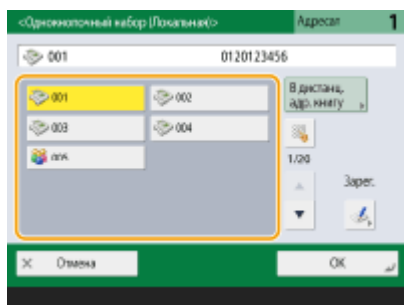 <Однокнопочный набор (Локальная)>
Адресат 1
001 0120123456
001 002
В дистанц.
адр. книгу
003 004
005
1/20
Зарег.
Отмена
OK